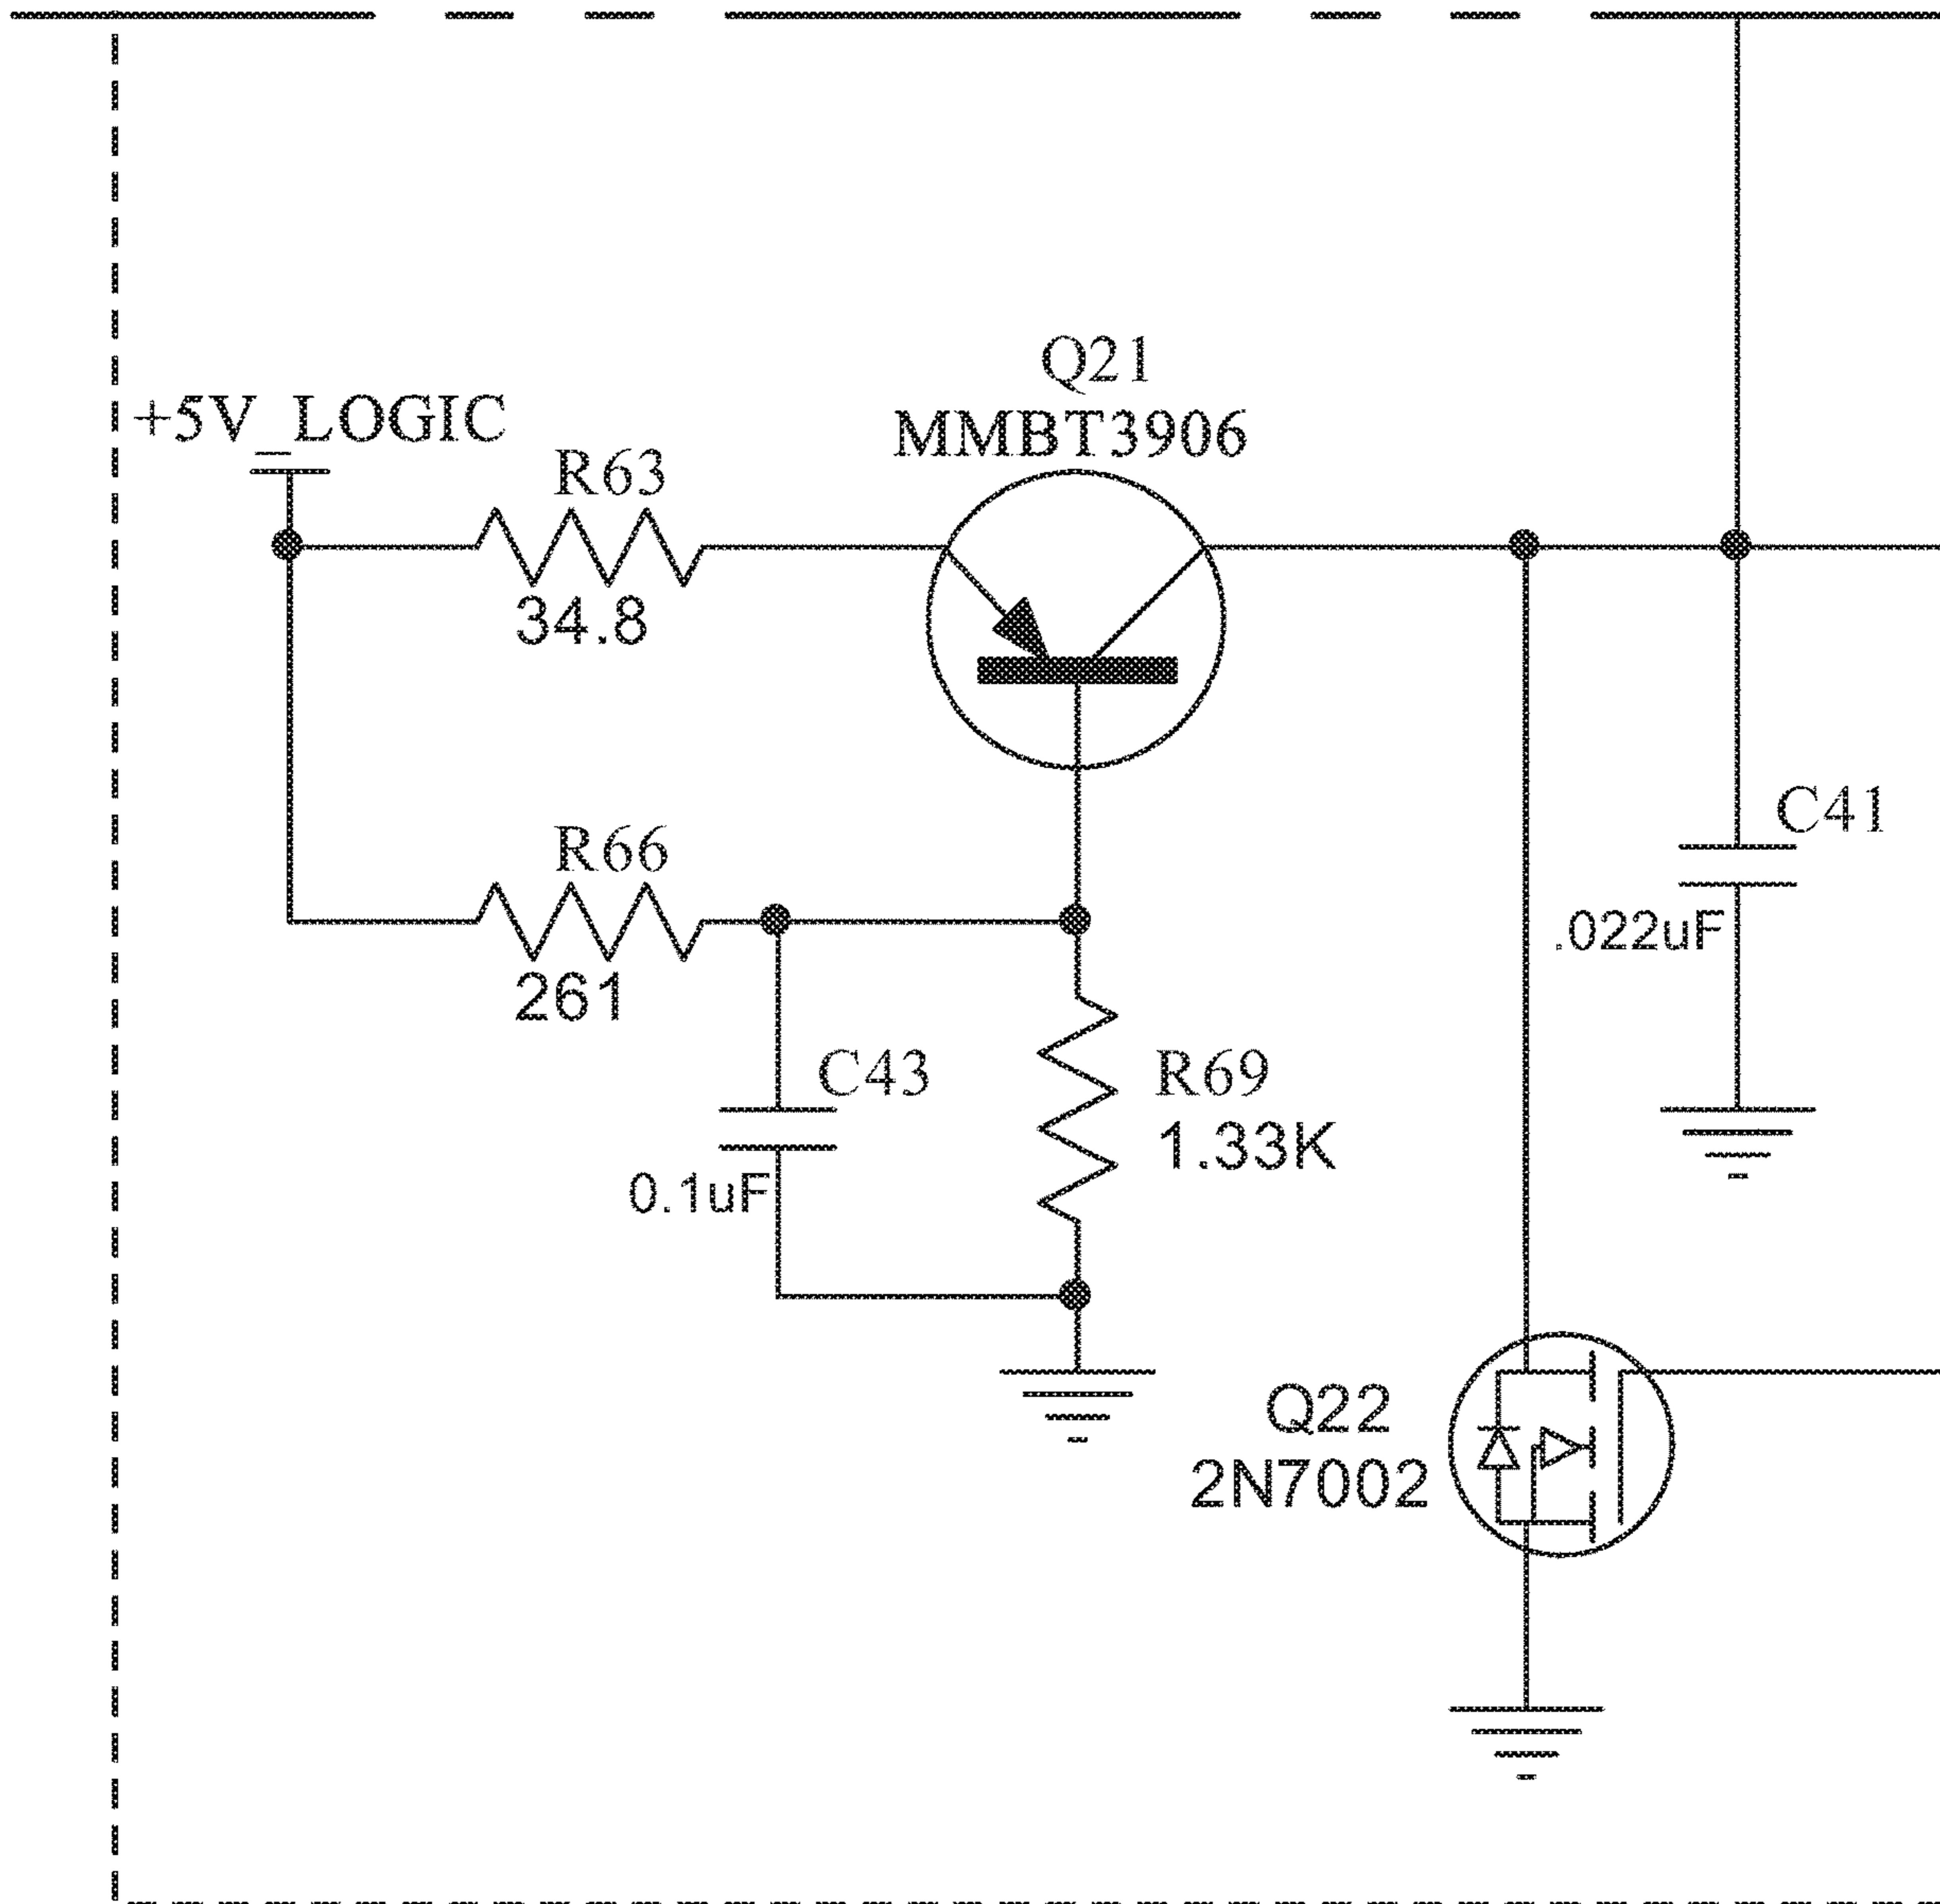 Q21
MMBT3906
+5V_LOGIC
R63
34.8
C41
.022uF
R66
261
C43
0.1uF
R69
1.33K
Q22
2N7002